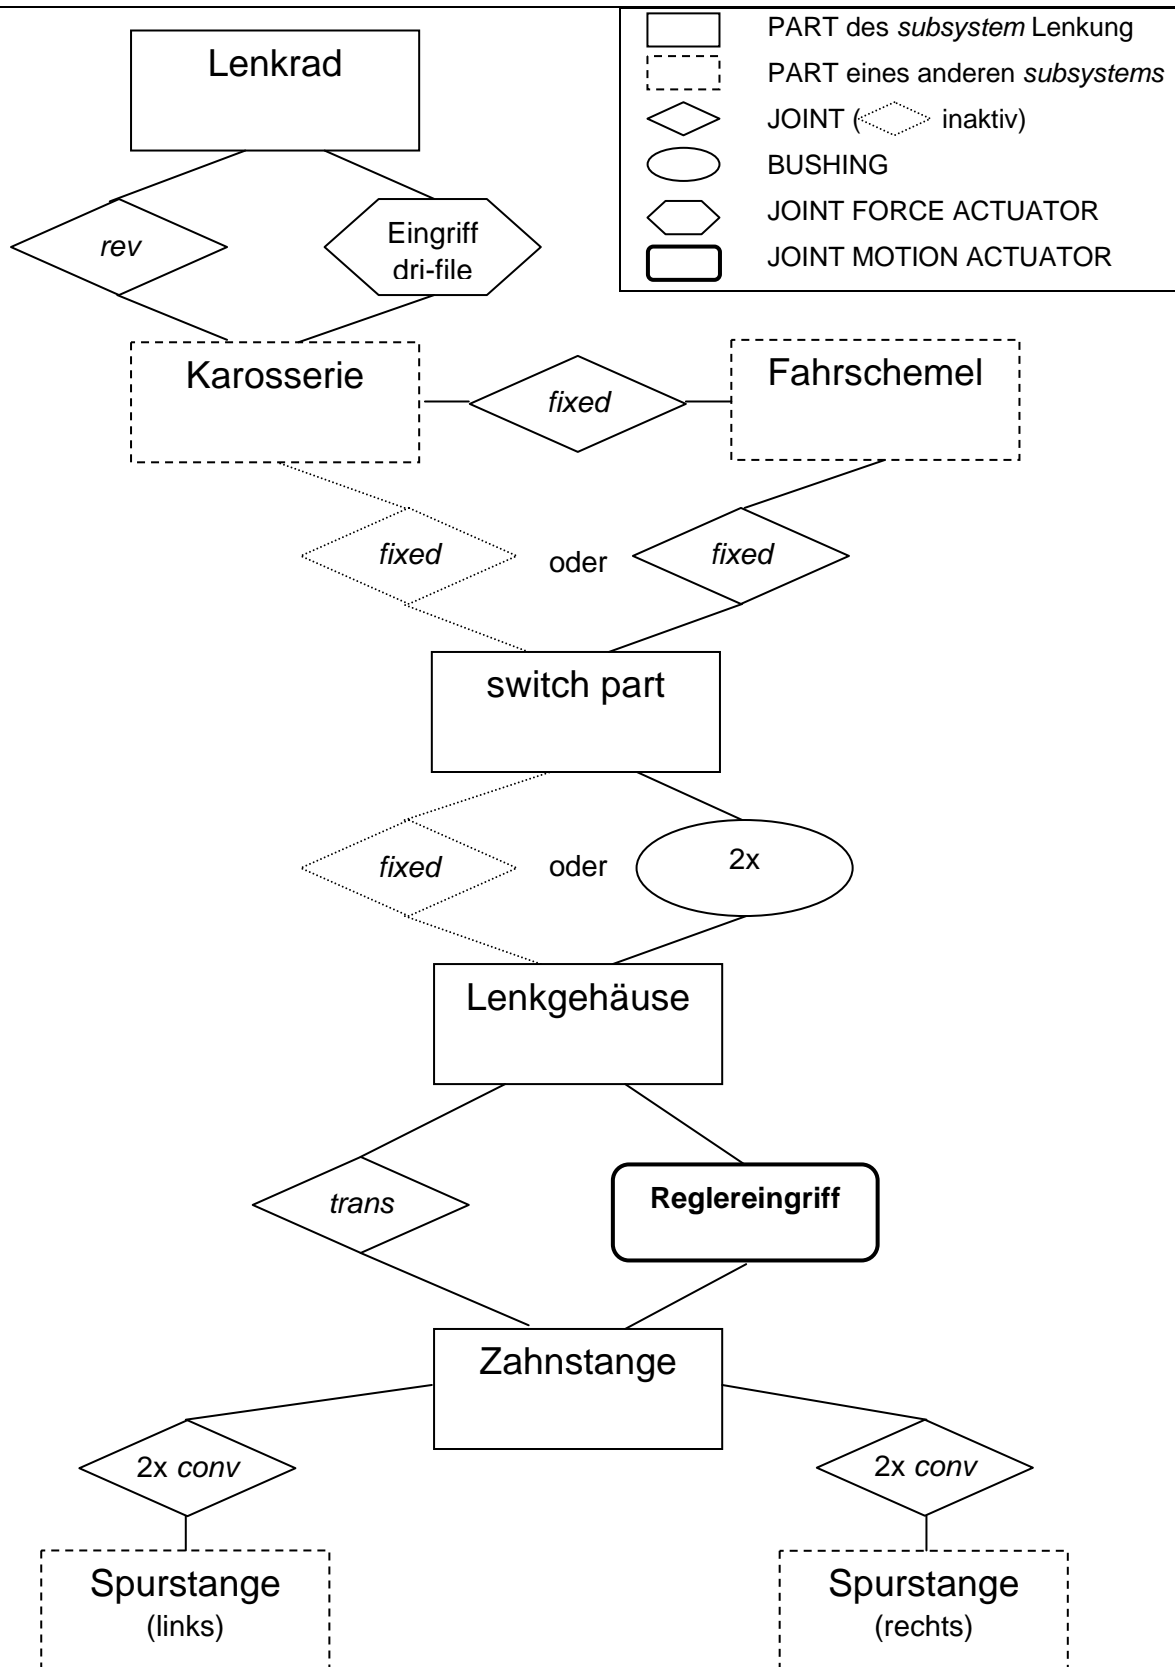 Lenkrad
PART des subsystem Lenkung
PART eines anderen subsystems
JOINT ( inaktiv)
BUSHING
JOINT FORCE ACTUATOR
JOINT MOTION ACTUATOR
rev
Eingriff
dri-file
Karosserie
fixed
Fahrschemel
fixed
oder
fixed
switch part
fixed
oder
2x
Lenkgehäuse
trans
Reglereingriff
Zahnstange
2x conv
2x conv
Spurstange
(links)
Spurstange
(rechts)